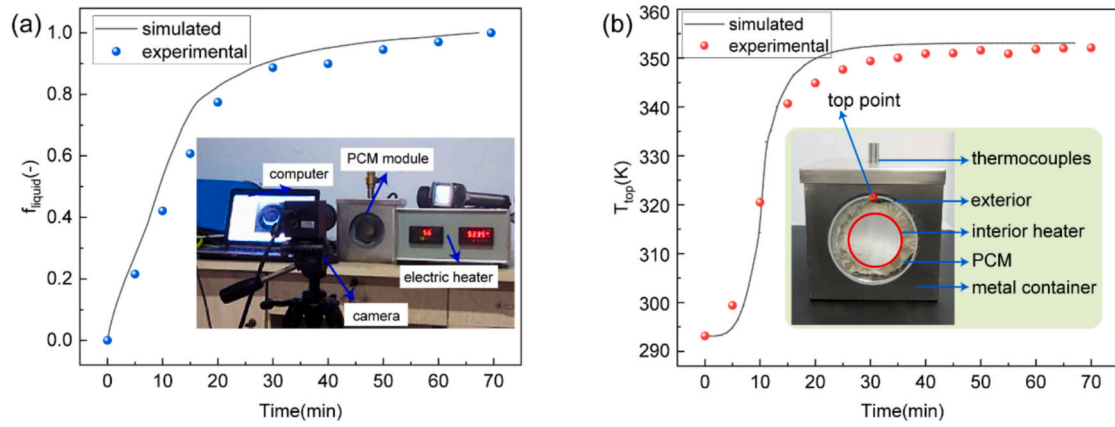 (a)
simulated
experimental
1.0
0.8
0.6
0.4
0.2
0.0
f_liquid(-)
computer
PCM module
electric heater
camera
0 10 20 30 40 50 60 70
Time(min)
(b)
simulated
experimental
360
350
340
330
320
310
300
290
T_top(K)
top point
thermocouples
exterior
interior heater
PCM
metal container
0 10 20 30 40 50 60 70
Time(min)